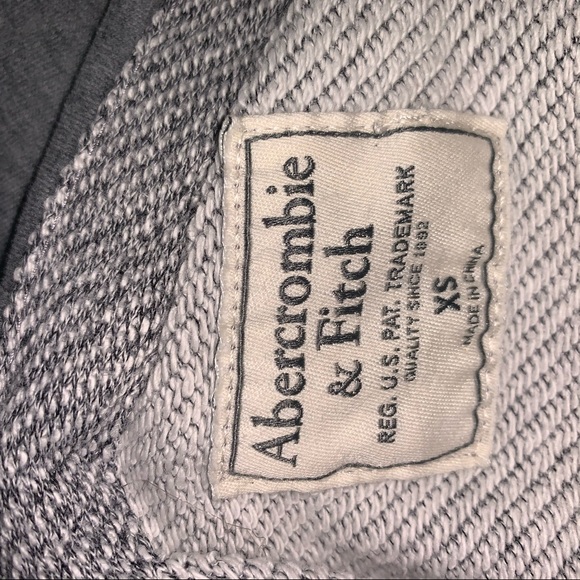 Abercrombie
& Fitch
REG. U.S. PAT. TRADEMARK
QUALITY SINCE 1892
XS
MADE IN CHINA